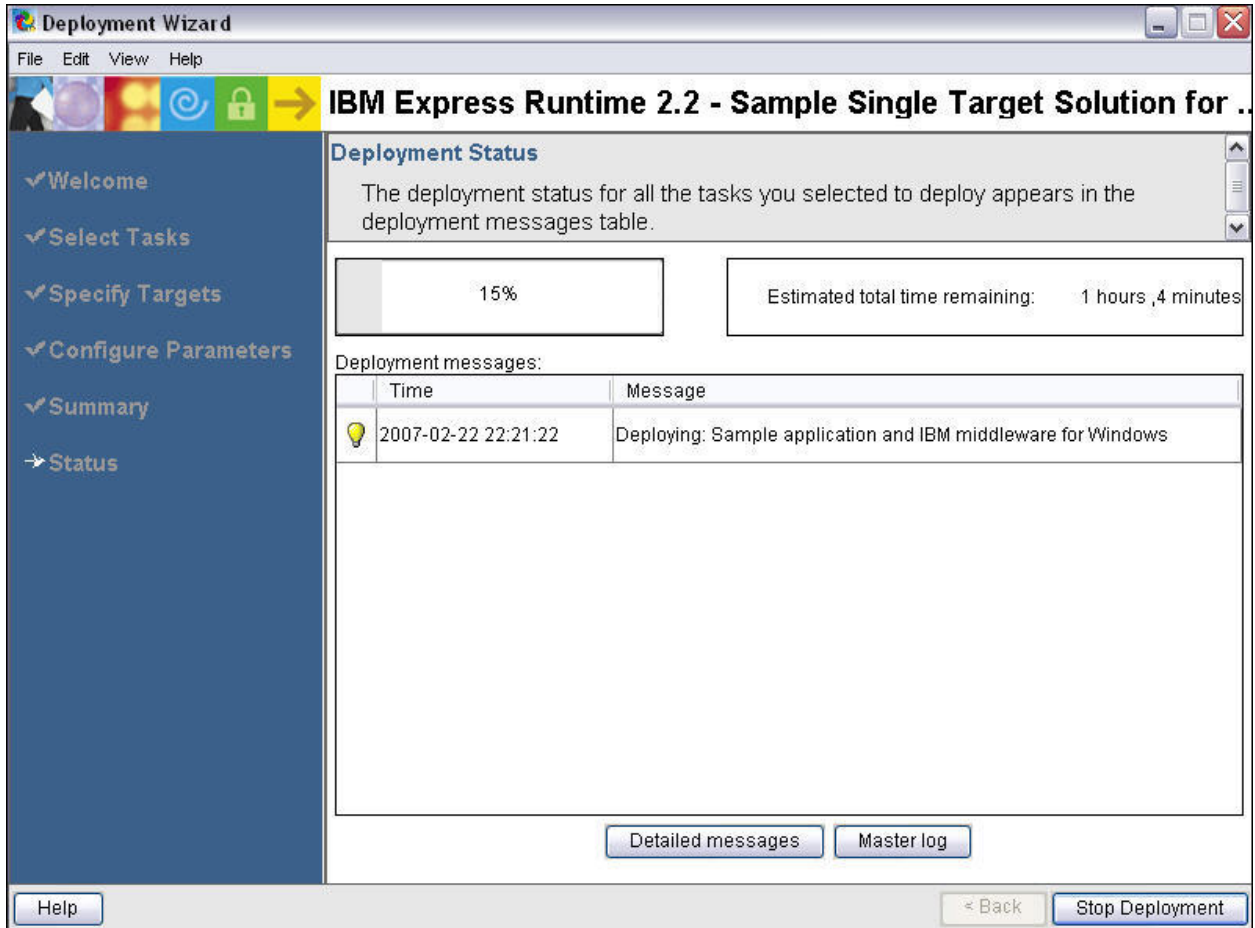 Deployment Wizard
File Edit View Help
IBM Express Runtime 2.2 - Sample Single Target Solution for ..
Welcome
Select Tasks
Specify Targets
Configure Parameters
Summary
Status
Deployment Status
The deployment status for all the tasks you selected to deploy appears in the
deployment messages table.
15%
Estimated total time remaining: 1 hours ,4 minutes
Deployment messages:
Time Message
2007-02-22 22:21:22 Deploying: Sample application and IBM middleware for Windows
Detailed messages Master log
Help < Back Stop Deployment